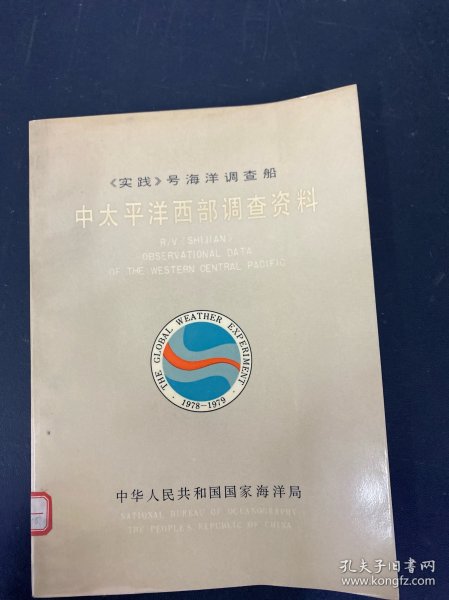 《实践》号海洋调查船
中太平洋西部调查资料
R/V《SHIJIAN》
OBSERVATIONAL DATA
OF THE WESTERN CENTRAL PACIFIC
THE GLOBAL WEATHER EXPERIMENT
· 1978-1979 ·
中华人民共和国国家海洋局
NATIONAL BUREAU OF OCEANOGRAPHY
THE PEOPLE'S REPUBLIC OF CHINA
孔夫子旧书网
www.kongfz.com